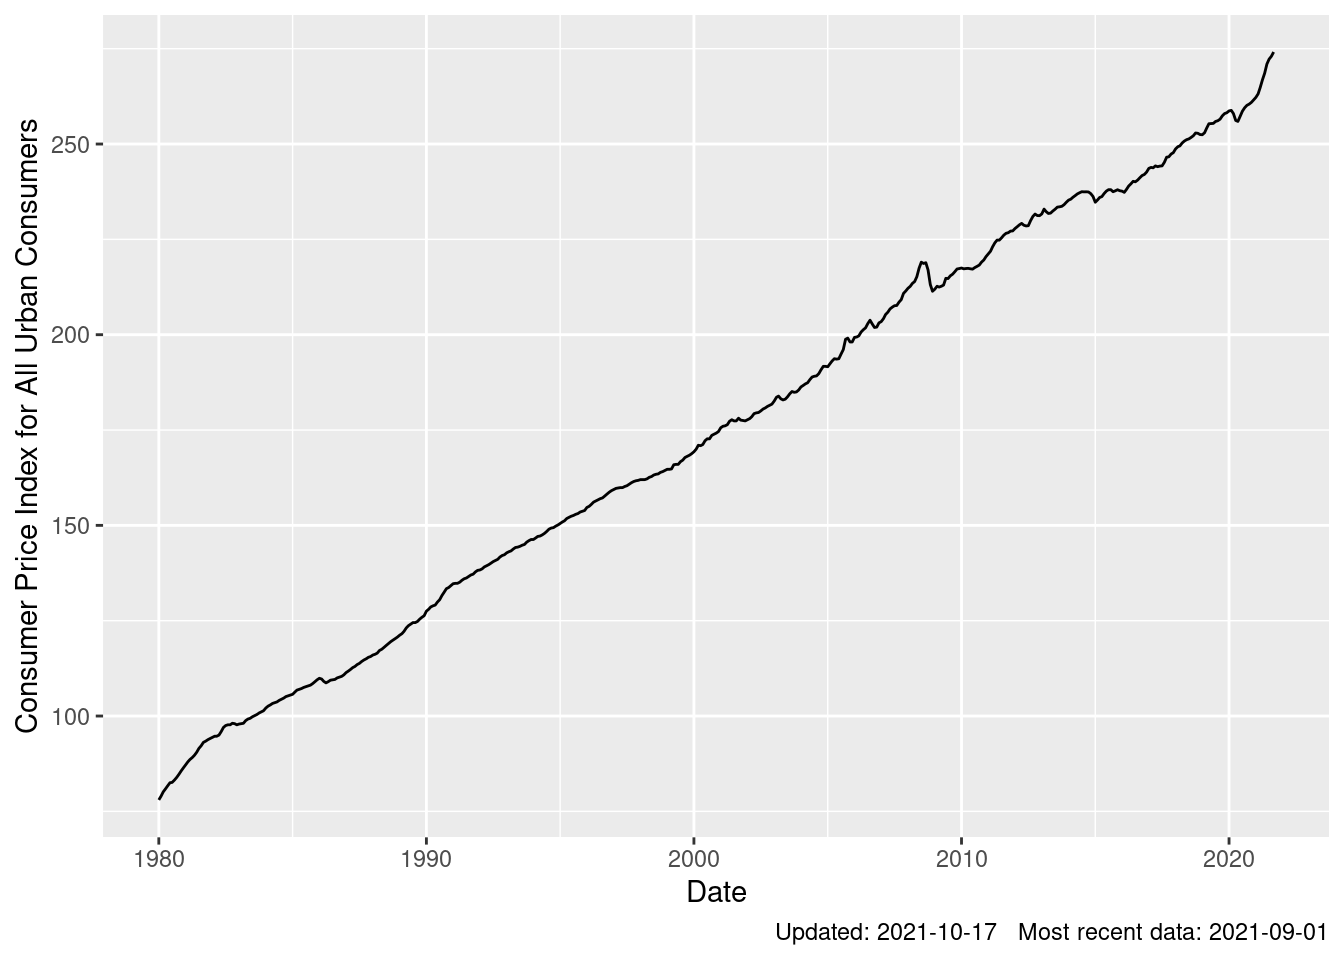 Consumer Price Index for All Urban Consumers
250
200
150
100
1980 1990 2000 2010 2020
Date
Updated: 2021-10-17 Most recent data: 2021-09-01